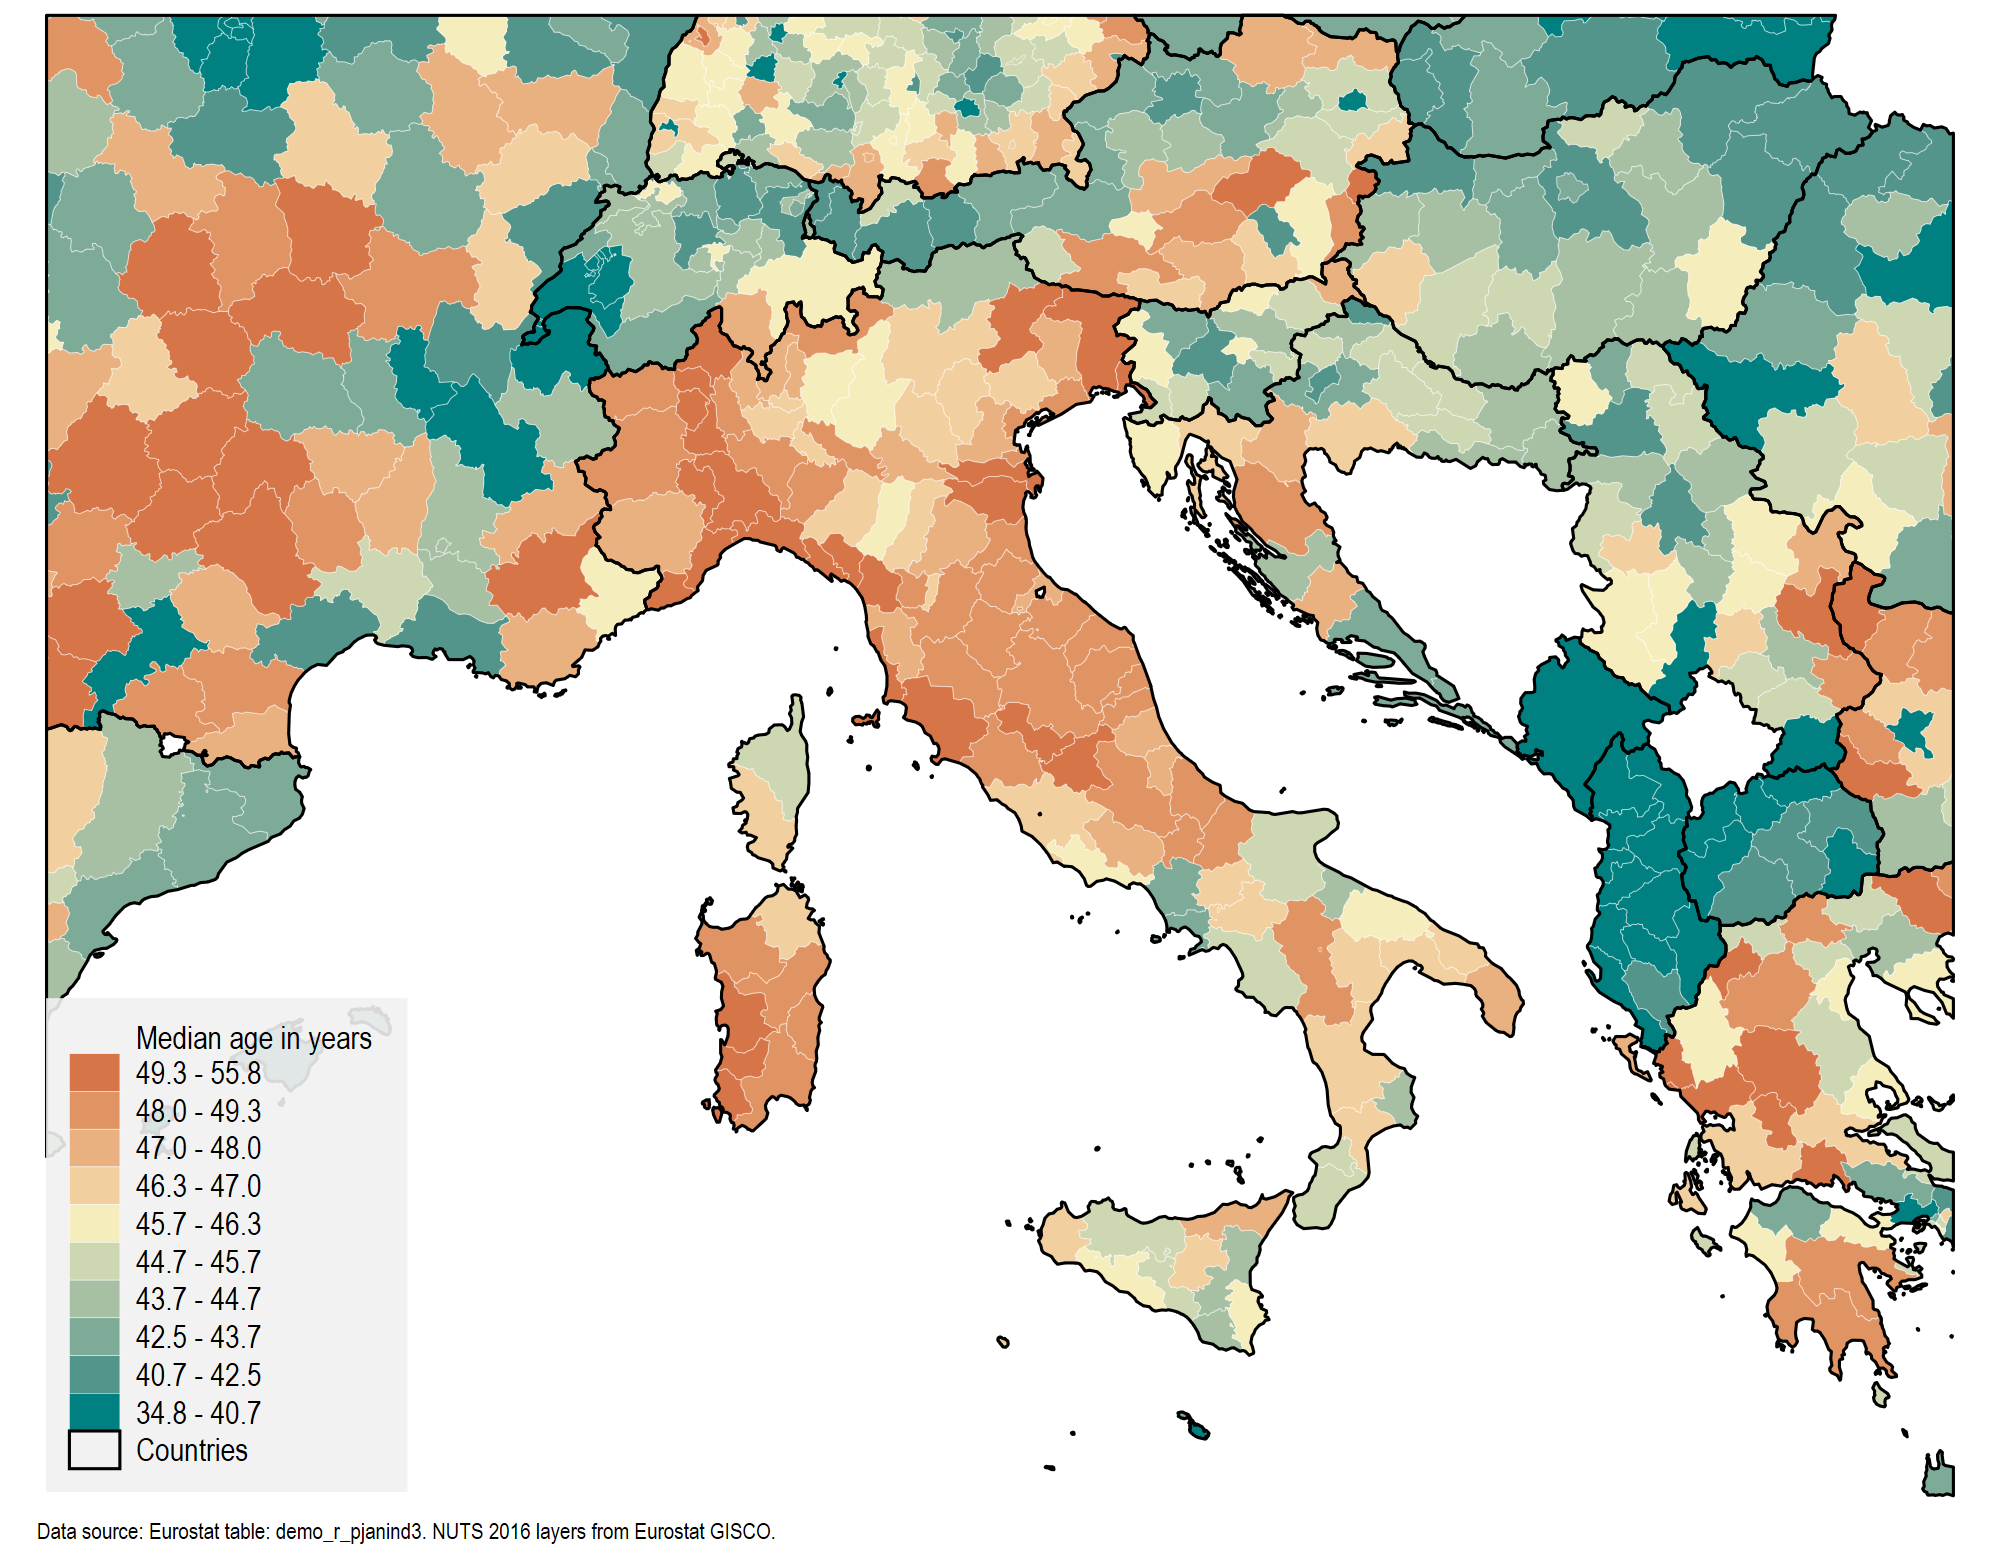 Median age in years
49.3 - 55.8
48.0 - 49.3
47.0 - 48.0
46.3 - 47.0
45.7 - 46.3
44.7 - 45.7
43.7 - 44.7
42.5 - 43.7
40.7 - 42.5
34.8 - 40.7
Countries
Data source: Eurostat table: demo_r_pjanind3. NUTS 2016 layers from Eurostat GISCO.